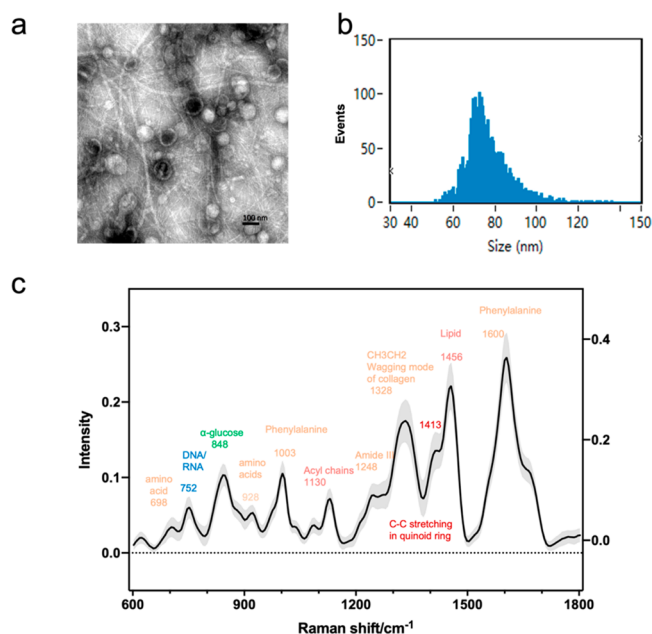 a
100 nm
b
150
100
50
0
Events
30 40 60 80 100 120 150
Size (nm)
c
0.3
0.2
0.1
0.0
Intensity
0.4
0.2
0.0
amino
acid
698
DNA/
RNA
752
α-glucose
848
amino
acids
928
Phenylalanine
1003
Acyl chains
1130
Amide III
1248
CH3CH2
Wagging mode
of collagen
1328
1413
C-C stretching
in quinoid ring
Lipid
1456
Phenylalanine
1600
600 900 1200 1500 1800
Raman shift/cm⁻¹